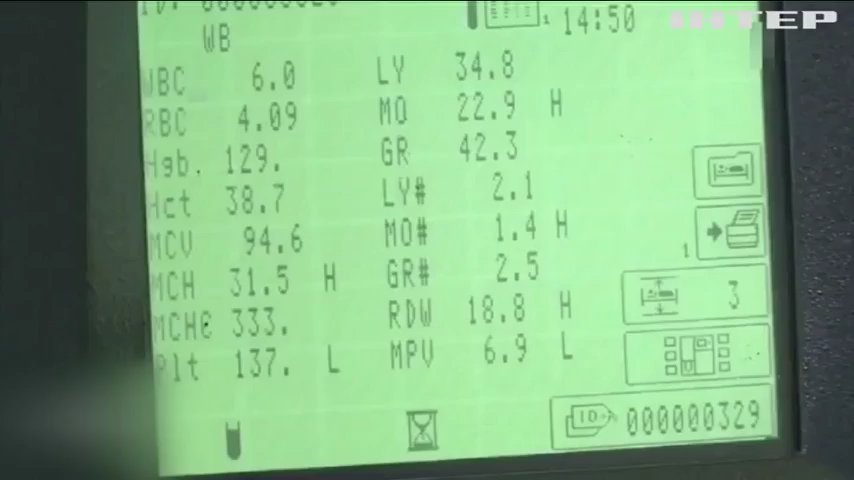 ІНТЕР
14:50
WB
WBC 6.0 LY 34.8
RBC 4.09 MO 22.9 H
Hgb. 129. GR 42.3
Hct 38.7 LY# 2.1
MCV 94.6 MO# 1.4 H
MCH 31.5 H GR# 2.5
MCHC 333. RDW 18.8 H
Plt 137. L MPV 6.9 L
1
1
3
ID 000000329